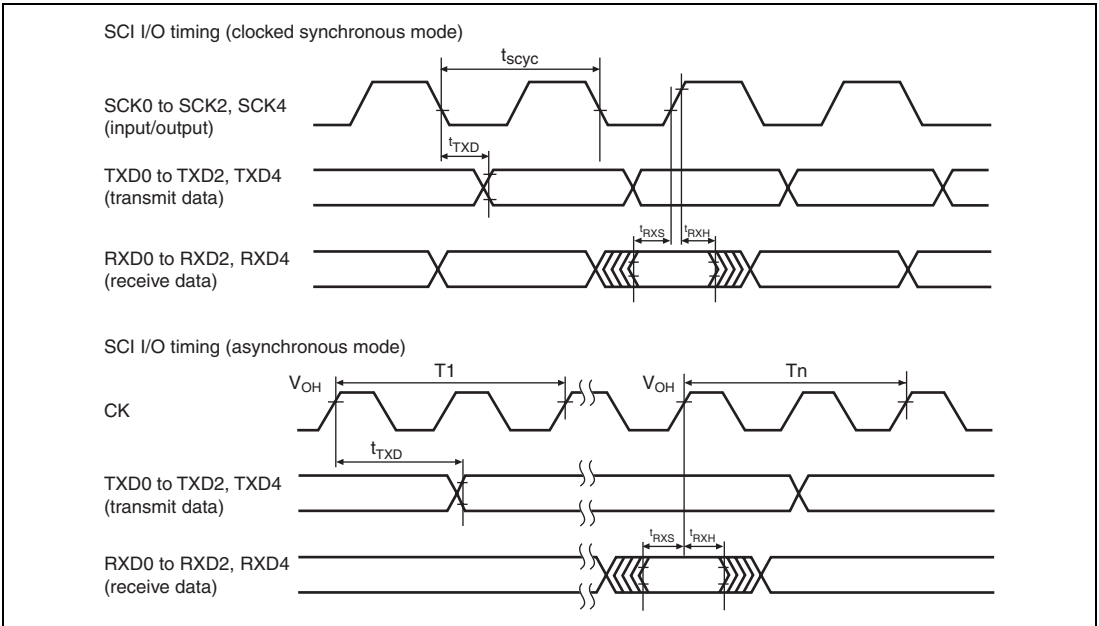 SCI I/O timing (clocked synchronous mode)
tscyc
SCK0 to SCK2, SCK4
(input/output)
tTXD
TXD0 to TXD2, TXD4
(transmit data)
tRXS tRXH
RXD0 to RXD2, RXD4
(receive data)
SCI I/O timing (asynchronous mode)
VOH T1 VOH Tn
CK
tTXD
TXD0 to TXD2, TXD4
(transmit data)
tRXS tRXH
RXD0 to RXD2, RXD4
(receive data)